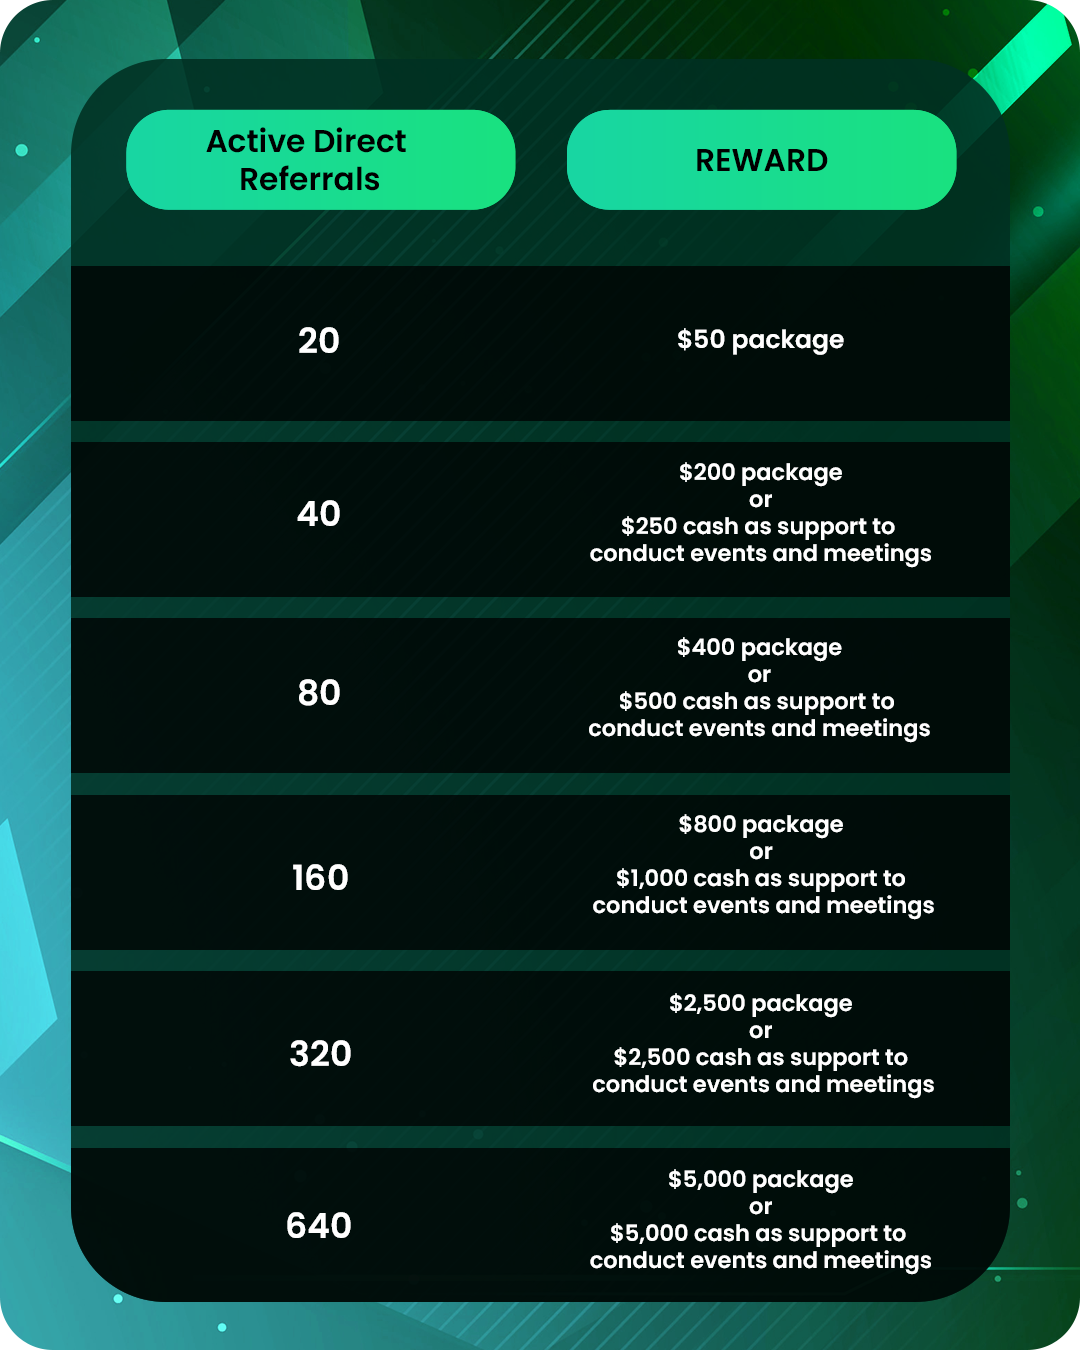 Active Direct
Referrals
REWARD
20
$50 package
40
$200 package
or
$250 cash as support to
conduct events and meetings
80
$400 package
or
$500 cash as support to
conduct events and meetings
160
$800 package
or
$1,000 cash as support to
conduct events and meetings
320
$2,500 package
or
$2,500 cash as support to
conduct events and meetings
640
$5,000 package
or
$5,000 cash as support to
conduct events and meetings